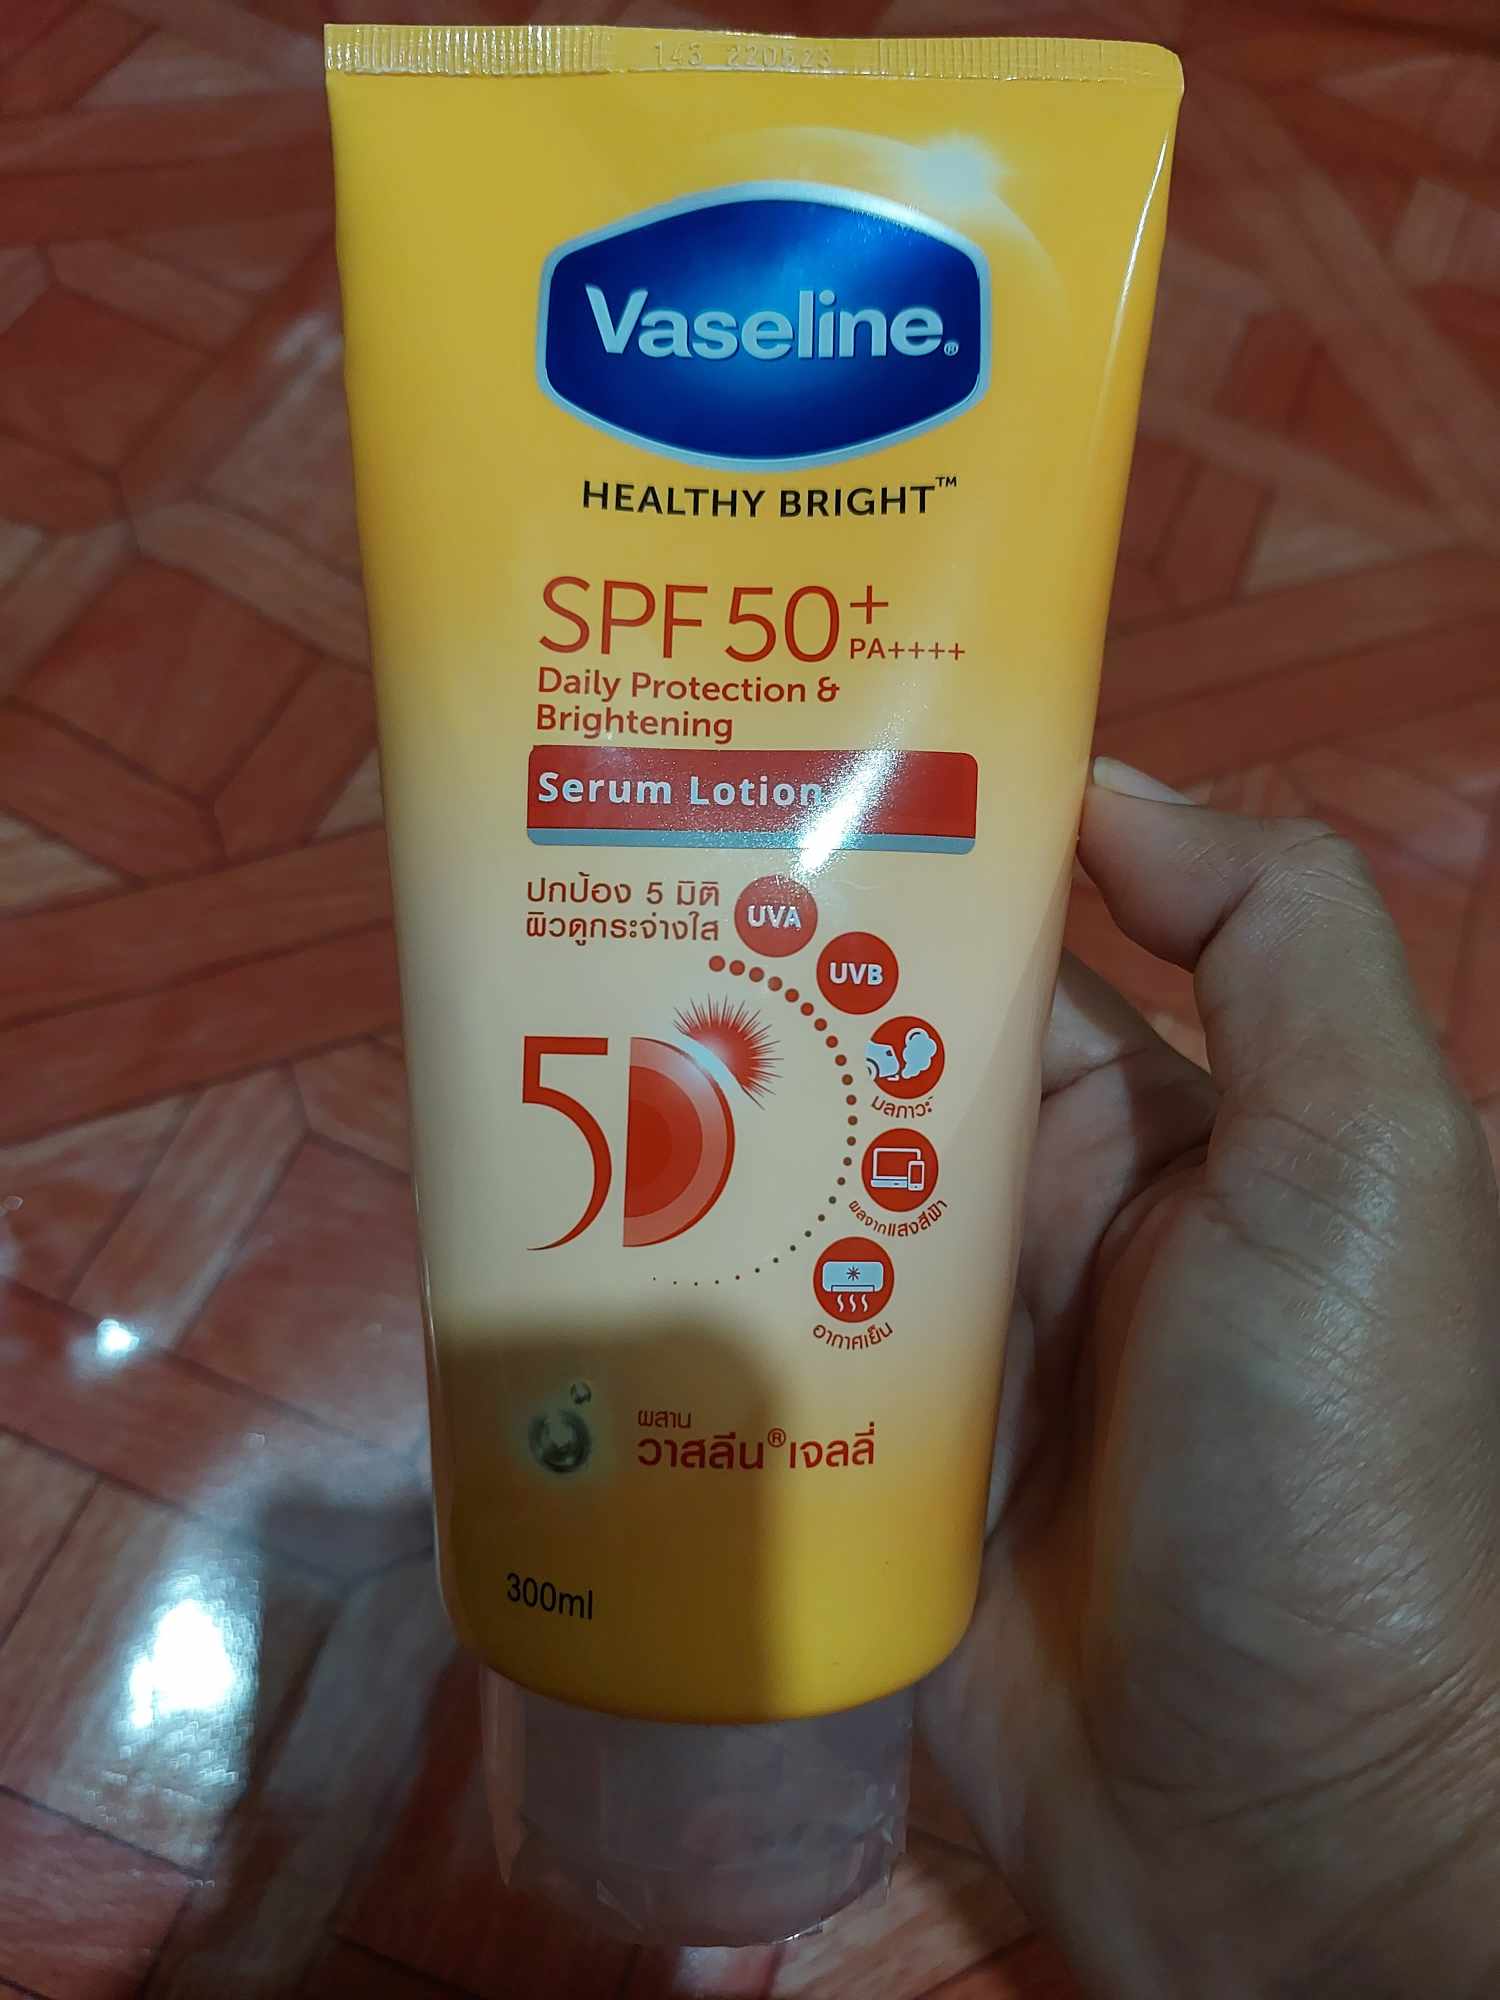 143 220523
Vaseline®
HEALTHY BRIGHT™
SPF 50+
PA++++
Daily Protection &
Brightening
Serum Lotion
ปกป้อง 5 มิติ
ผิวดูกระจ่างใส
UVA
UVB
มลภาวะ
ผลจากแสงสีฟ้า
อากาศเย็น
5D
ผสาน
วาสลีน® เจลลี่
300ml